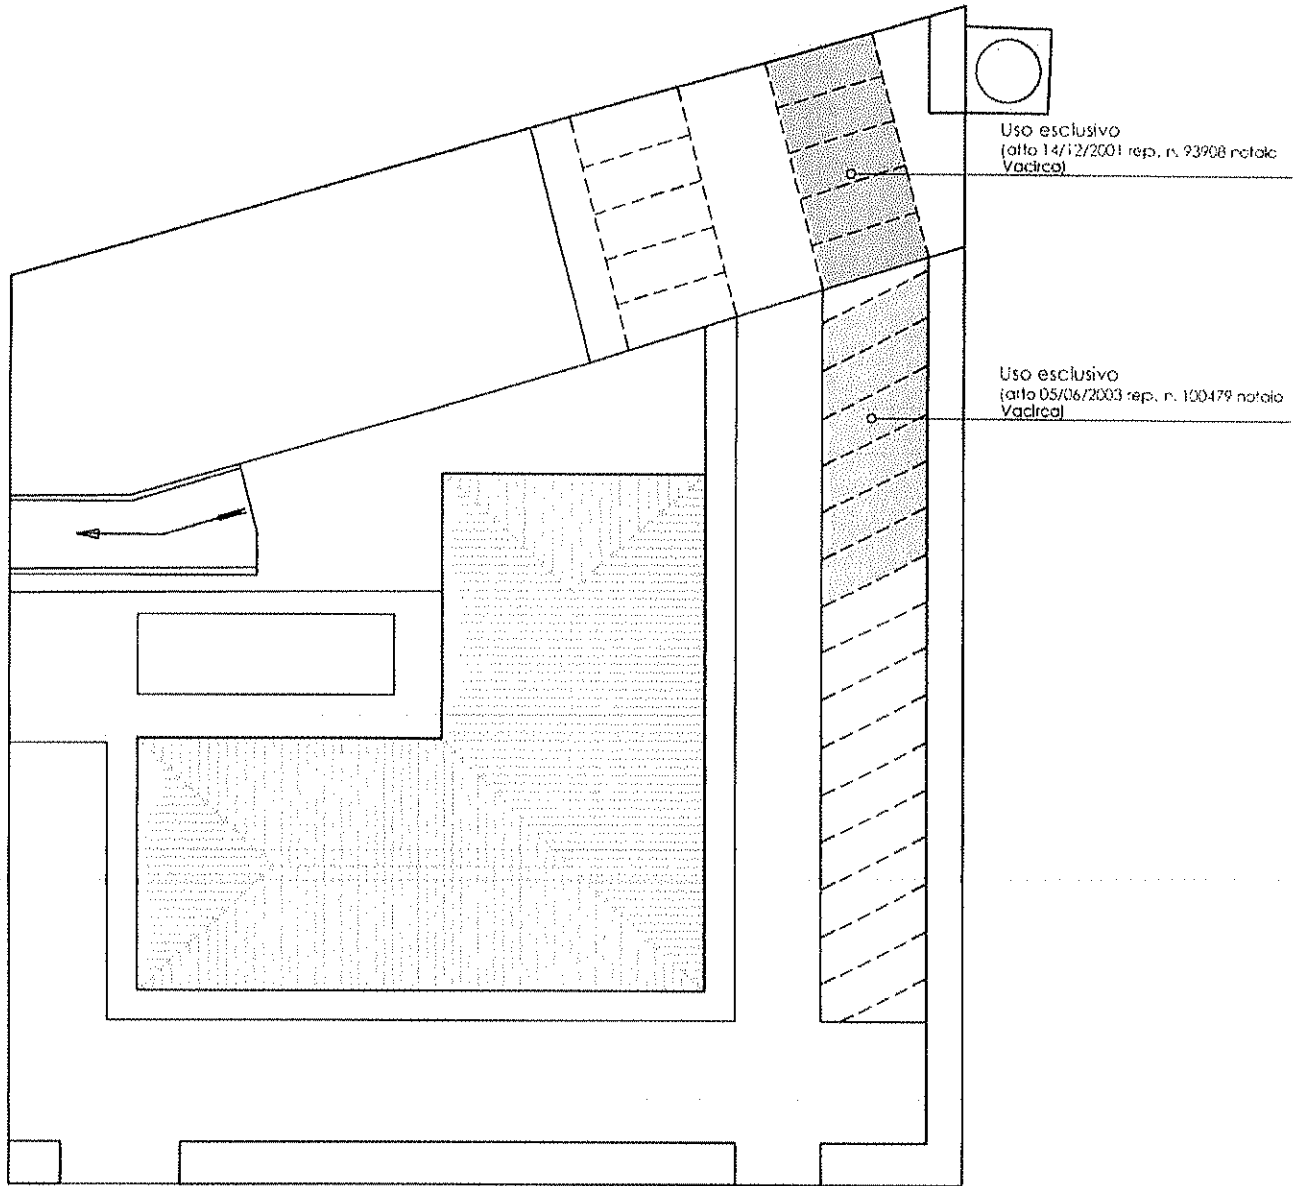 Uso esclusivo
(atto 14/12/2001 rep. n. 93908 notaio
Vacirca)
Uso esclusivo
(atto 05/06/2003 rep. n. 100479 notaio
Vacirca)